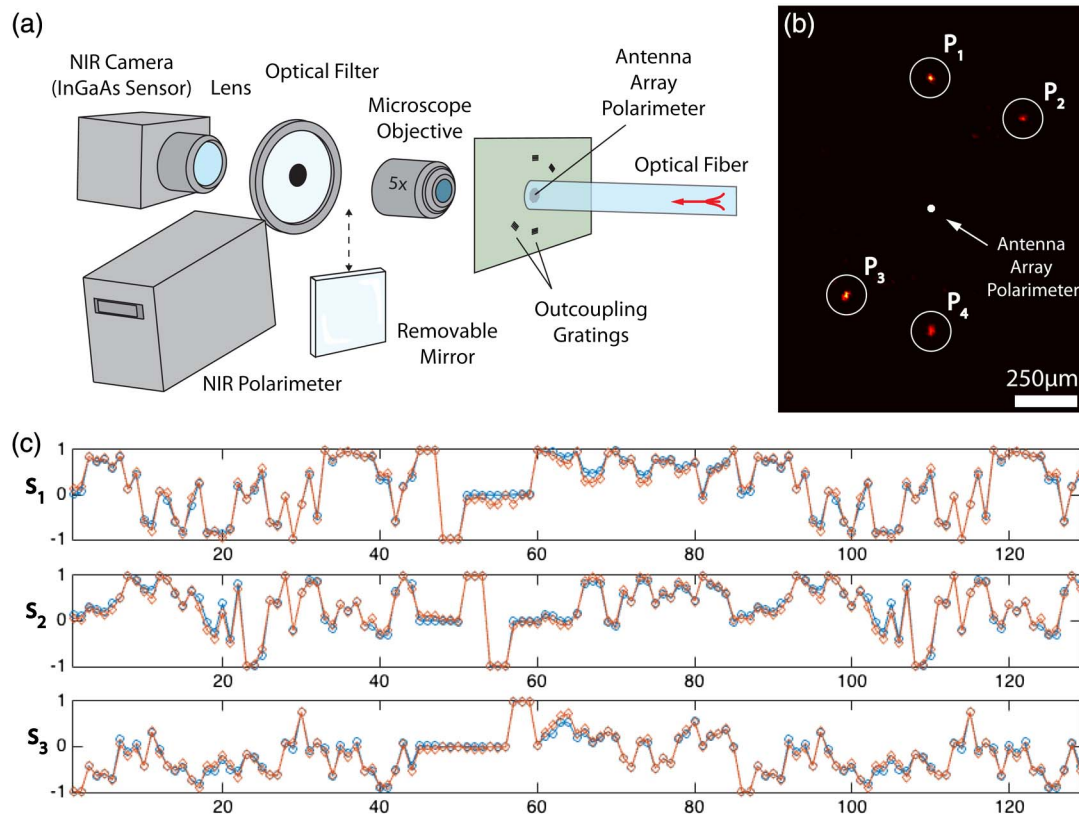 (a)
NIR Camera
(InGaAs Sensor)
Lens
Optical Filter
Microscope
Objective
5x
Antenna
Array
Polarimeter
Optical Fiber
Outcoupling
Gratings
Removable
Mirror
NIR Polarimeter
(b)
P1
P2
Antenna
Array
Polarimeter
P3
P4
250μm
(c)
S1
1
0
-1
20 40 60 80 100 120
S2
1
0
-1
20 40 60 80 100 120
S3
1
0
-1
20 40 60 80 100 120